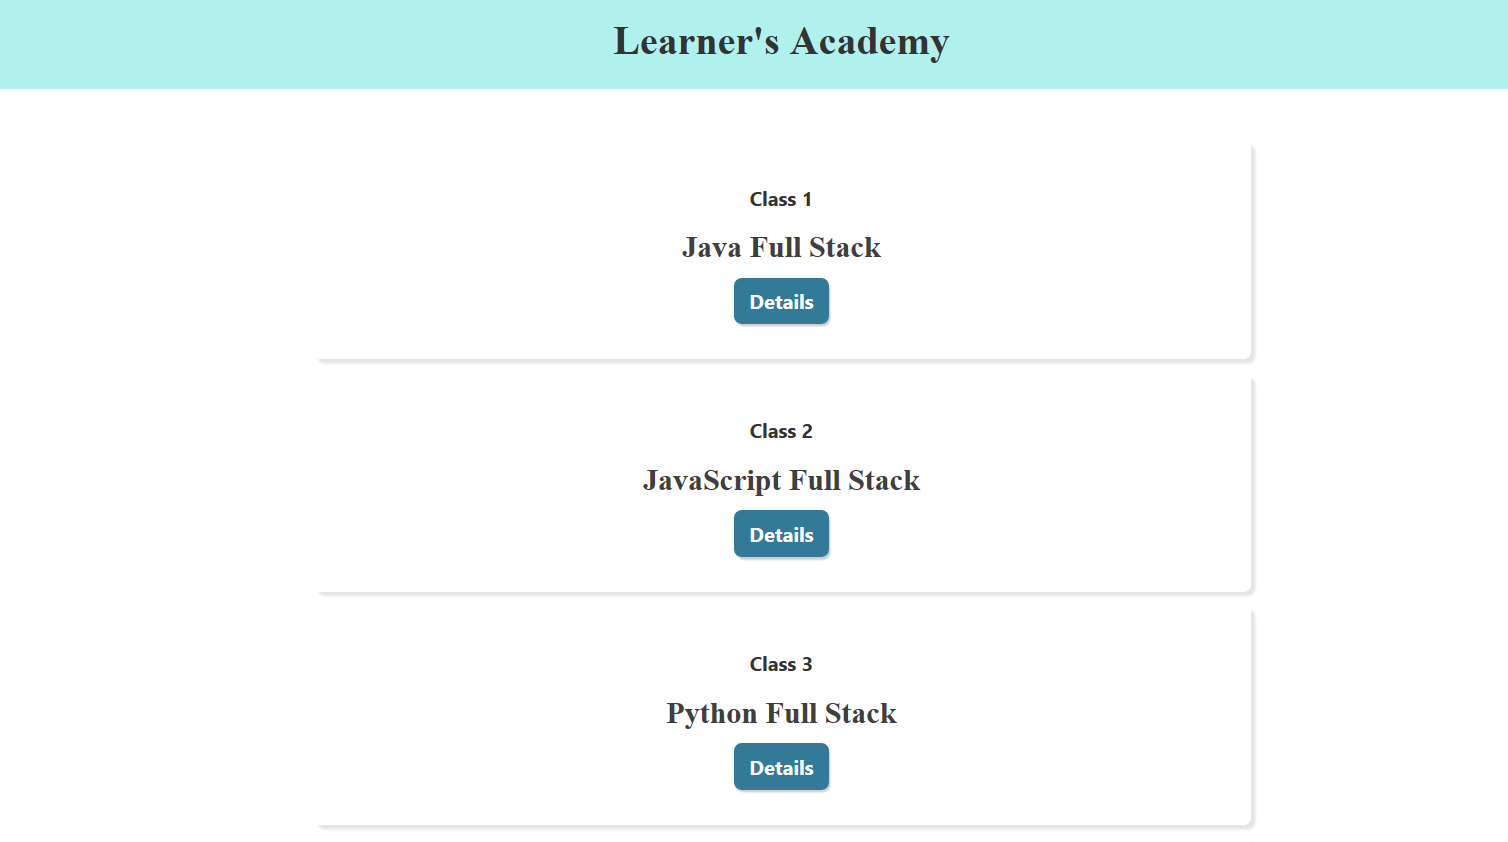 Learner's Academy
Class 1
Java Full Stack
Details
Class 2
JavaScript Full Stack
Details
Class 3
Python Full Stack
Details